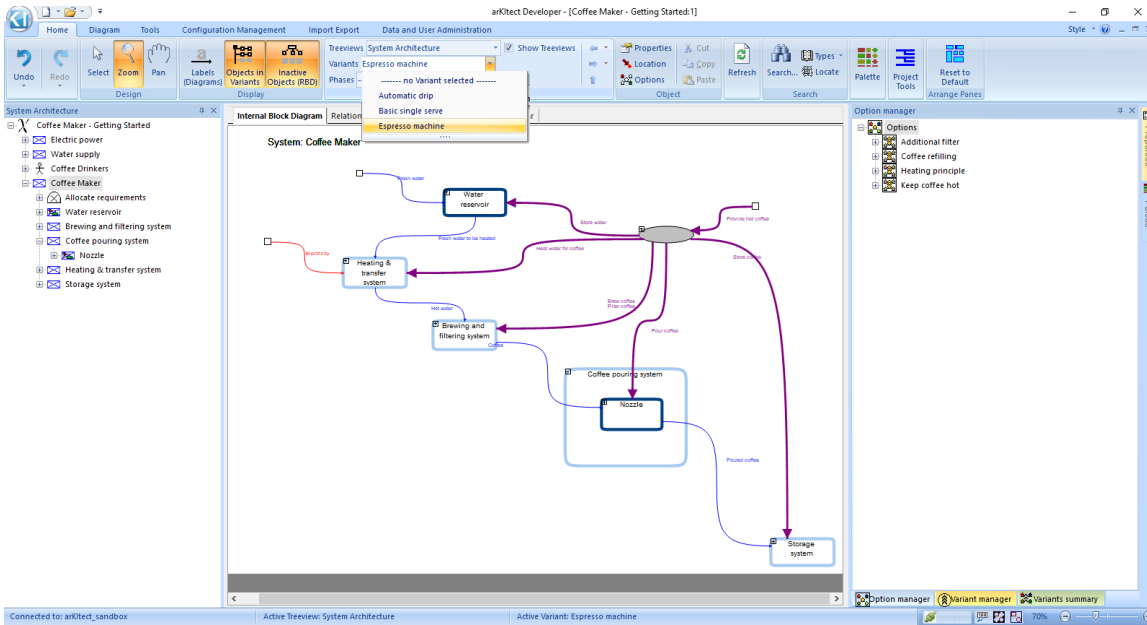 arKItect Developer - [Coffee Maker - Getting Started:1]
KI
Home Diagram Tools Configuration Management Import Export Data and User Administration Style
Undo Redo Select Zoom Pan Labels (Diagrams) Objects in Variants Inactive Objects (RBD)
Design Display
Treeviews System Architecture Show Treeviews
Variants Espresso machine
Phases
------- no Variant selected -------
Automatic drip
Basic single serve
Espresso machine
Properties Cut
Location Copy
Options Paste
Object
Refresh Search... Types Locate
Search
Palette Project Tools Reset to Default
Arrange Panes
System Architecture
Coffee Maker - Getting Started
Electric power
Water supply
Coffee Drinkers
Coffee Maker
Allocate requirements
Water reservoir
Brewing and filtering system
Coffee pouring system
Nozzle
Heating & transfer system
Storage system
Internal Block Diagram Relation
System: Coffee Maker
Fresh water
Water reservoir
Provide hot coffee
Store water
Fresh water to be heated
Heat water for coffee
Electricity
Store coffee
Heating & transfer system
Hot water
Brew coffee
Filter coffee
Brewing and filtering system
Pour coffee
Coffee
Coffee pouring system
Nozzle
Poured coffee
Storage system
Option manager
Options
Additional filter
Coffee refilling
Heating principle
Keep coffee hot
Option manager Variant manager Variants summary
Connected to: arKItect_sandbox Active Treeview: System Architecture Active Variant: Espresso machine 70%